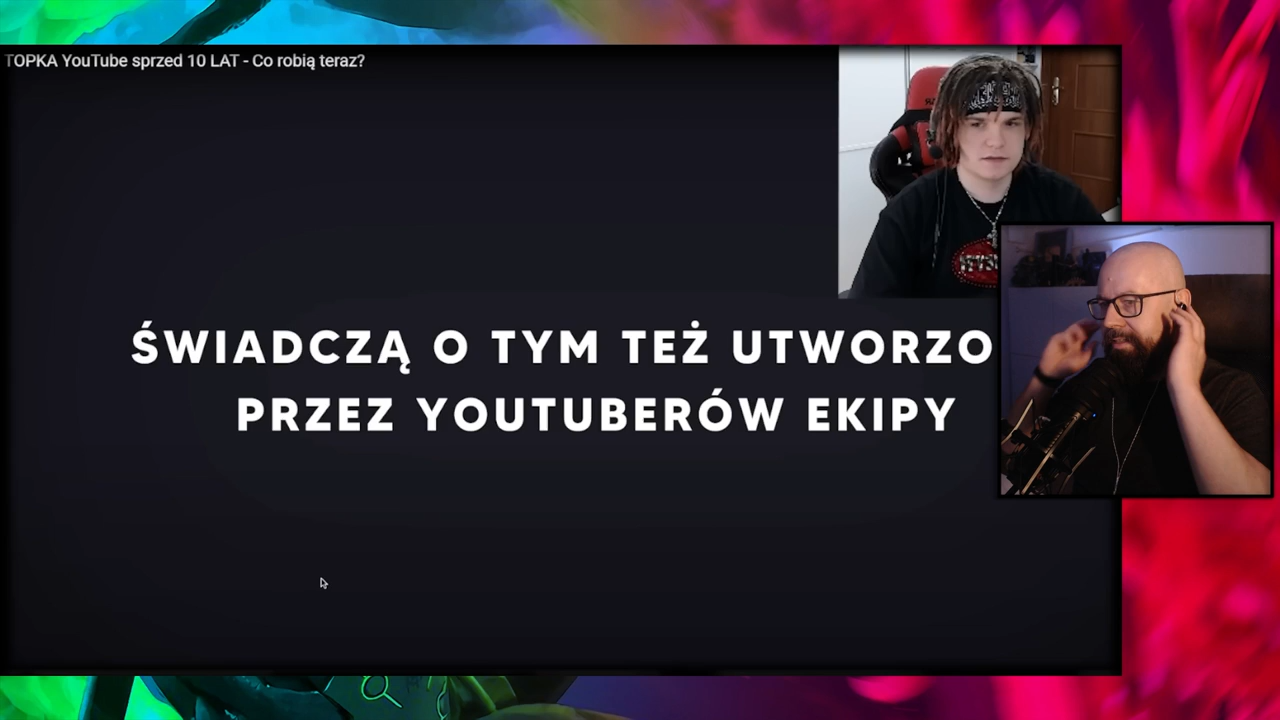 TOPKA YouTube sprzed 10 LAT - Co robią teraz?
ŚWIADCZĄ O TYM TEŻ UTWORZO
PRZEZ YOUTUBERÓW EKIPY